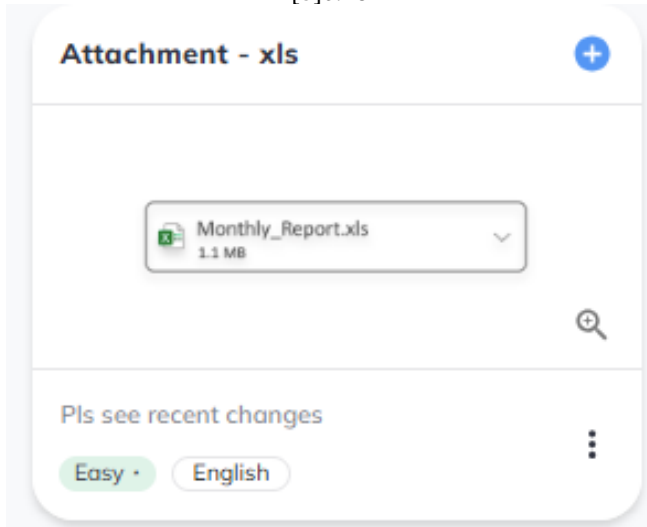 Attachment - xls
Monthly_Report.xls
1.1 MB
Pls see recent changes
Easy •
English